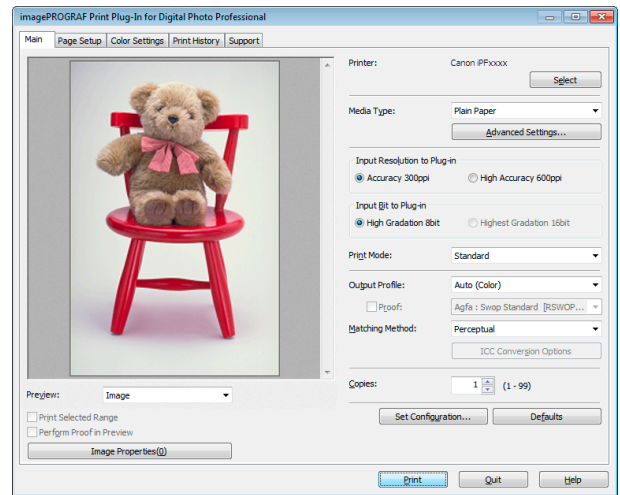 imagePROGRAF Print Plug-In for Digital Photo Professional
Main Page Setup Color Settings Print History Support
Printer: Canon iPFxxxx
Select
Media Type: Plain Paper
Advanced Settings...
Input Resolution to Plug-in
Accuracy 300ppi High Accuracy 600ppi
Input Bit to Plug-in
High Gradation 8bit Highest Gradation 16bit
Print Mode: Standard
Output Profile: Auto (Color)
Proof: Agfa : Swop Standard [RSWOP...
Matching Method: Perceptual
ICC Conversion Options
Copies: 1 (1 - 99)
Preview: Image
Print Selected Range
Perform Proof in Preview
Image Properties(O)
Set Configuration... Defaults
Print Quit Help